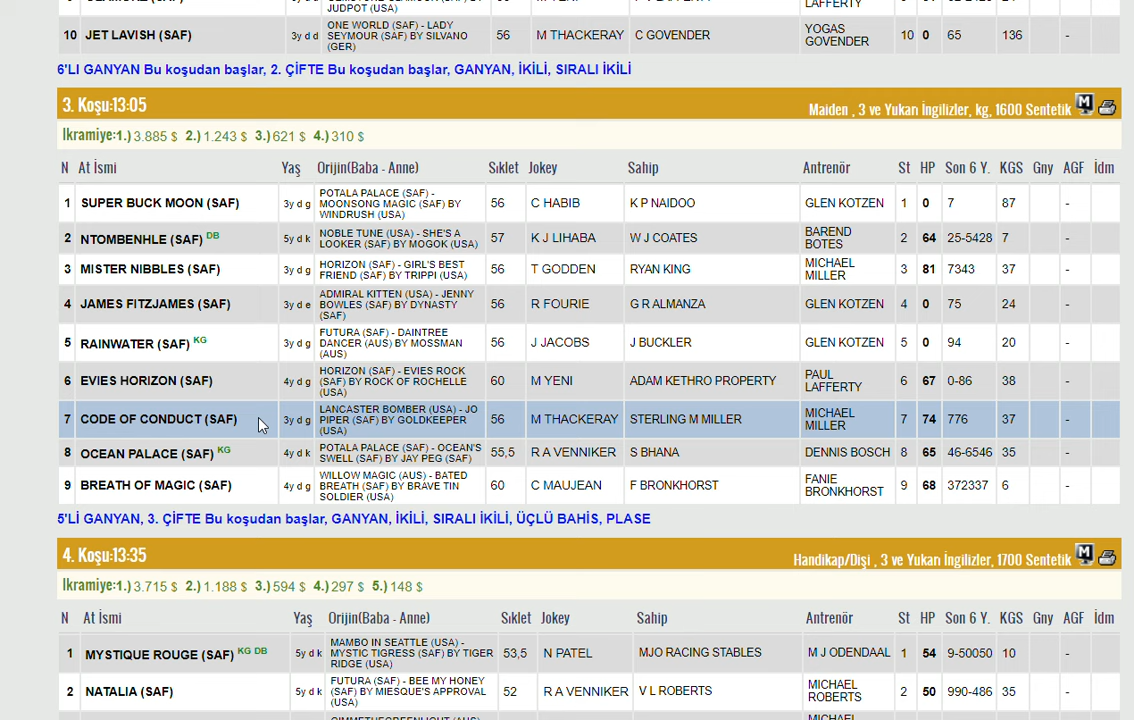 JUDPOT (USA)
LAFFERTY
10 JET LAVISH (SAF) 3y d d ONE WORLD (SAF) - LADY SEYMOUR (SAF) BY SILVANO (GER) 56 M THACKERAY C GOVENDER YOGAS GOVENDER 10 0 65 136 -
6'LI GANYAN Bu koşudan başlar, 2. ÇİFTE Bu koşudan başlar, GANYAN, İKİLİ, SIRALI İKİLİ
3. Koşu:13:05
Maiden , 3 ve Yukarı İngilizler, kg, 1600 Sentetik M
İkramiye:1.) 3.885 $ 2.) 1.243 $ 3.) 621 $ 4.) 310 $
N At İsmi Yaş Orijin(Baba - Anne) Sıklet Jokey Sahip Antrenör St HP Son 6 Y. KGS Gny AGF İdm
1 SUPER BUCK MOON (SAF) 3y d g POTALA PALACE (SAF) - MOONSONG MAGIC (SAF) BY WINDRUSH (USA) 56 C HABIB K P NAIDOO GLEN KOTZEN 1 0 7 87 -
2 NTOMBENHLE (SAF) DB 5y d k NOBLE TUNE (USA) - SHE'S A LOOKER (SAF) BY MOGOK (USA) 57 K J LIHABA W J COATES BAREND BOTES 2 64 25-5428 7 -
3 MISTER NIBBLES (SAF) 3y d g HORIZON (SAF) - GIRL'S BEST FRIEND (SAF) BY TRIPPI (USA) 56 T GODDEN RYAN KING MICHAEL MILLER 3 81 7343 37 -
4 JAMES FITZJAMES (SAF) 3y d e ADMIRAL KITTEN (USA) - JENNY BOWLES (SAF) BY DYNASTY (SAF) 56 R FOURIE G R ALMANZA GLEN KOTZEN 4 0 75 24 -
5 RAINWATER (SAF) KG 3y d g FUTURA (SAF) - DAINTREE DANCER (AUS) BY MOSSMAN (AUS) 56 J JACOBS J BUCKLER GLEN KOTZEN 5 0 94 20 -
6 EVIES HORIZON (SAF) 4y d g HORIZON (SAF) - EVIES ROCK (SAF) BY ROCK OF ROCHELLE (USA) 60 M YENI ADAM KETHRO PROPERTY PAUL LAFFERTY 6 67 0-86 38 -
7 CODE OF CONDUCT (SAF) 3y d g LANCASTER BOMBER (USA) - JO PIPER (SAF) BY GOLDKEEPER (USA) 56 M THACKERAY STERLING M MILLER MICHAEL MILLER 7 74 776 37 -
8 OCEAN PALACE (SAF) KG 4y d k POTALA PALACE (SAF) - OCEAN'S SWELL (SAF) BY JAY PEG (SAF) 55,5 R A VENNIKER S BHANA DENNIS BOSCH 8 65 46-6546 35 -
9 BREATH OF MAGIC (SAF) 4y d g WILLOW MAGIC (AUS) - BATED BREATH (SAF) BY BRAVE TIN SOLDIER (USA) 60 C MAUJEAN F BRONKHORST FANIE BRONKHORST 9 68 372337 6 -
5'Lİ GANYAN, 3. ÇİFTE Bu koşudan başlar, GANYAN, İKİLİ, SIRALI İKİLİ, ÜÇLÜ BAHİS, PLASE
4. Koşu:13:35
Handikap/Dişi , 3 ve Yukarı İngilizler, 1700 Sentetik M
İkramiye:1.) 3.715 $ 2.) 1.188 $ 3.) 594 $ 4.) 297 $ 5.) 148 $
N At İsmi Yaş Orijin(Baba - Anne) Sıklet Jokey Sahip Antrenör St HP Son 6 Y. KGS Gny AGF İdm
1 MYSTIQUE ROUGE (SAF) KG DB 5y d k MAMBO IN SEATTLE (USA) - MYSTIC TIGRESS (SAF) BY TIGER RIDGE (USA) 53,5 N PATEL MJO RACING STABLES M J ODENDAAL 1 54 9-50050 10 -
2 NATALIA (SAF) 5y d k FUTURA (SAF) - BEE MY HONEY (SAF) BY MIESQUE'S APPROVAL (USA) 52 R A VENNIKER V L ROBERTS MICHAEL ROBERTS 2 50 990-486 35 -
MICHAEL